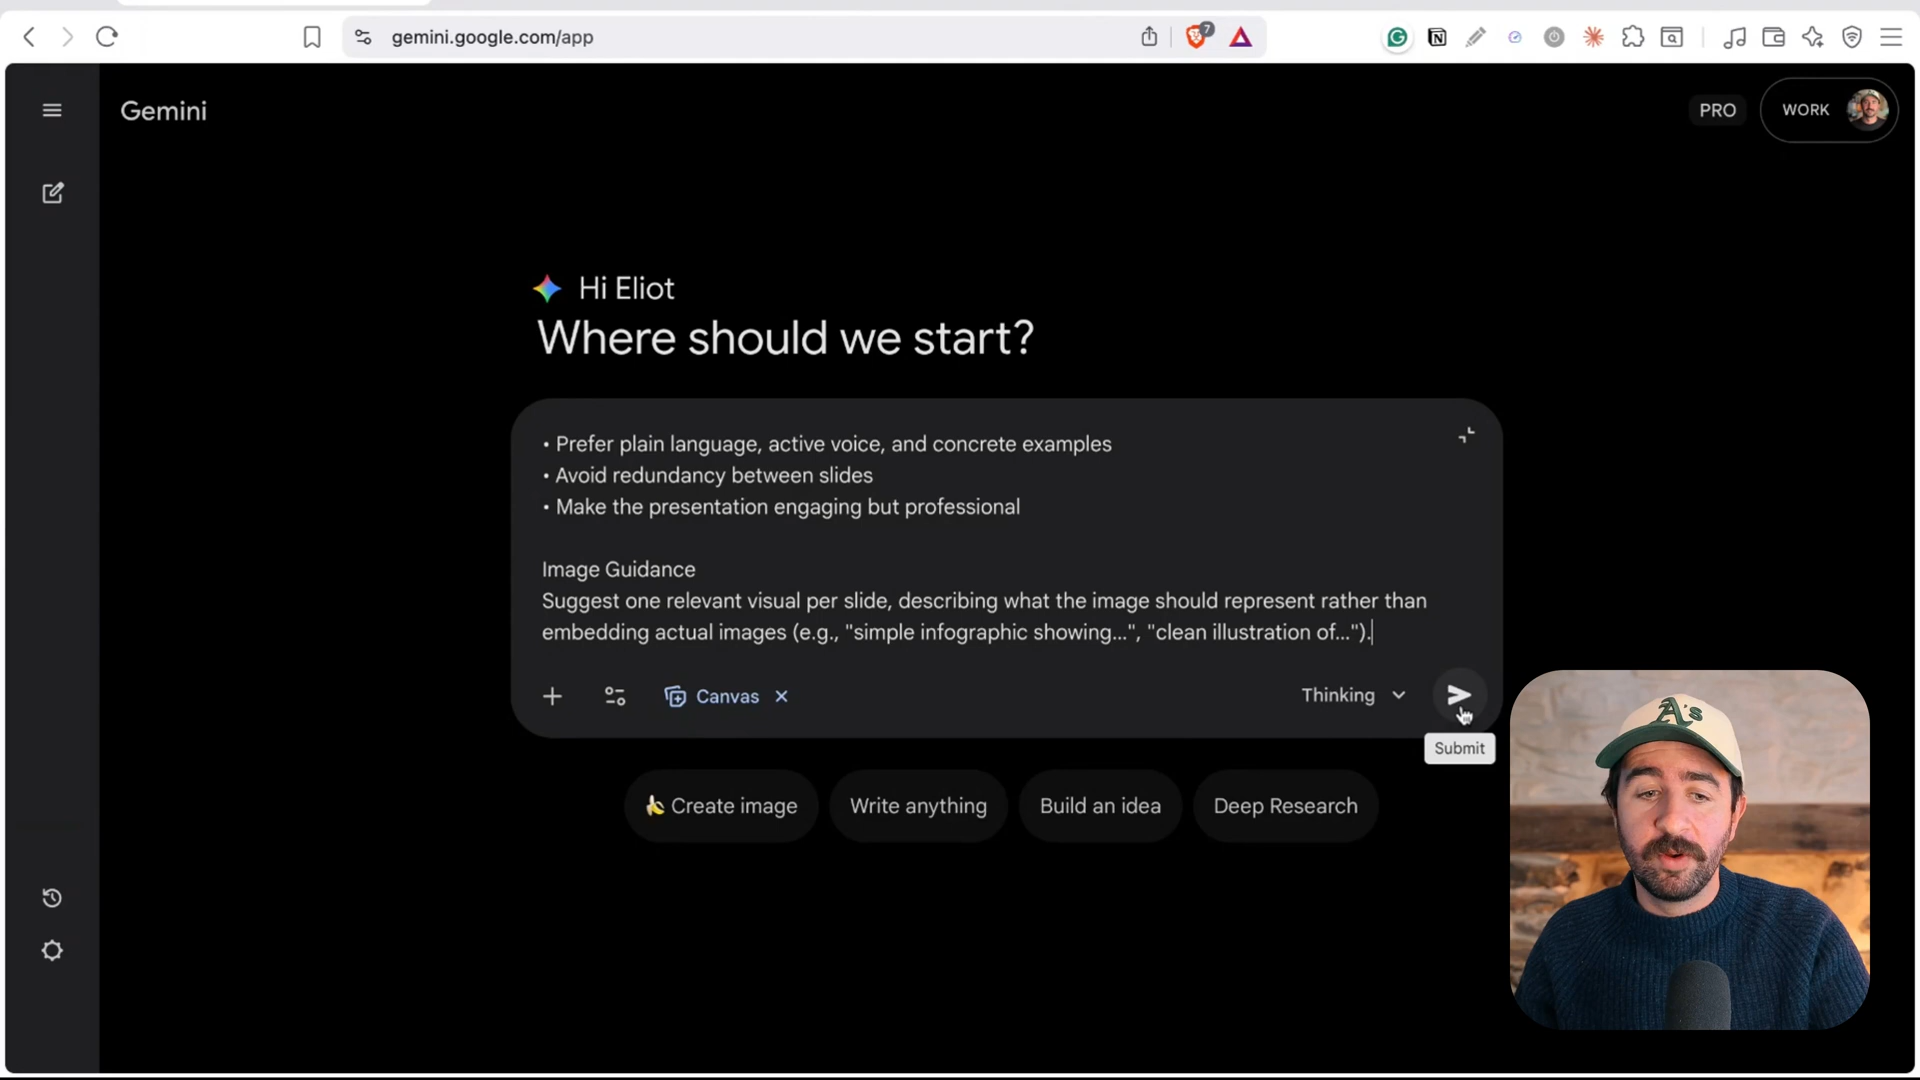 gemini.google.com/app
7
Gemini
PRO
WORK
Hi Eliot
Where should we start?
• Prefer plain language, active voice, and concrete examples
• Avoid redundancy between slides
• Make the presentation engaging but professional
Image Guidance
Suggest one relevant visual per slide, describing what the image should represent rather than
embedding actual images (e.g., "simple infographic showing...", "clean illustration of...").
Canvas
Thinking
Submit
Create image
Write anything
Build an idea
Deep Research
A's